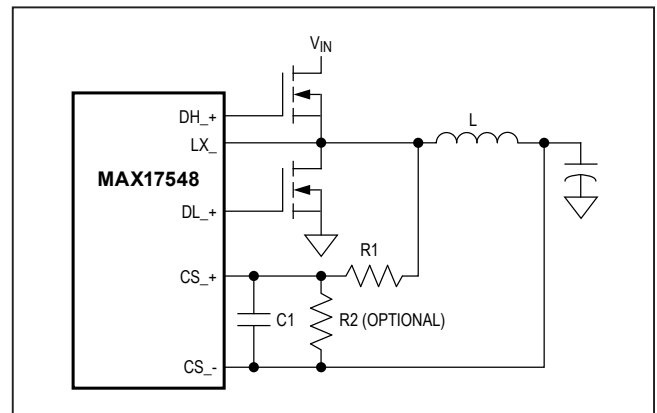 VIN
DH_+
L
LX_
MAX17548
DL_+
R1
CS_+
C1
R2 (OPTIONAL)
CS_-